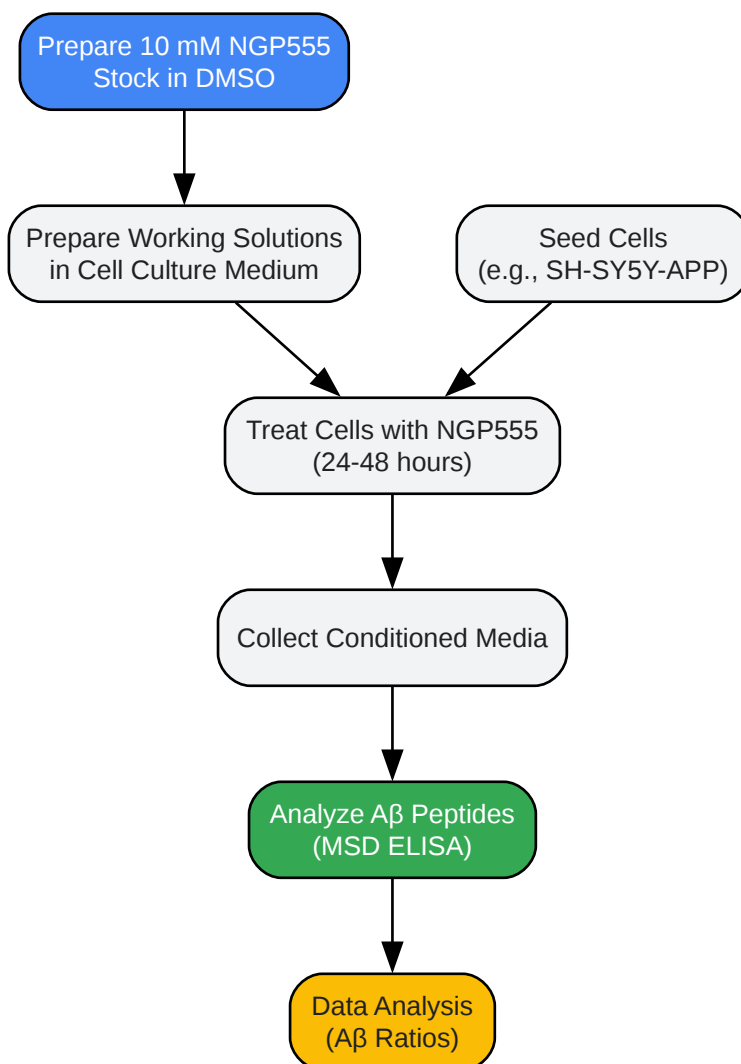 Prepare 10 mM NGP555
Stock in DMSO
Prepare Working Solutions
in Cell Culture Medium
Seed Cells
(e.g., SH-SY5Y-APP)
Treat Cells with NGP555
(24-48 hours)
Collect Conditioned Media
Analyze Aβ Peptides
(MSD ELISA)
Data Analysis
(Aβ Ratios)